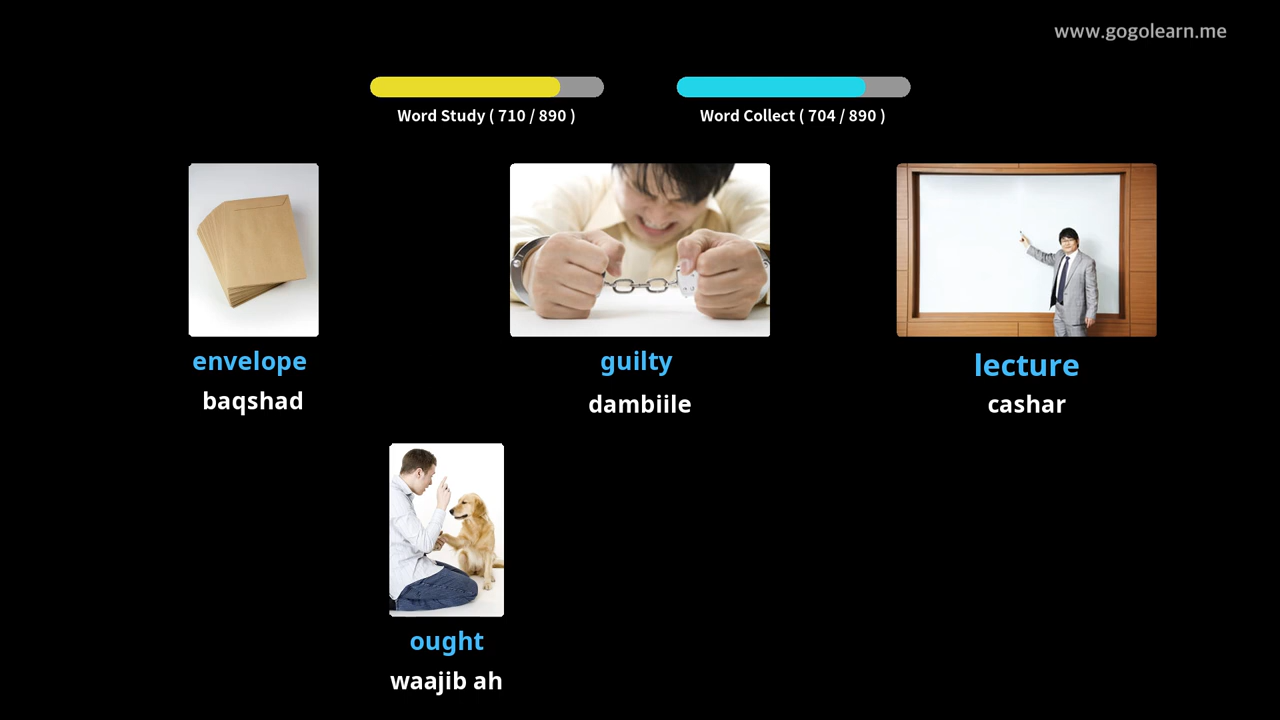 www.gogolearn.me
Word Study ( 710 / 890 )
Word Collect ( 704 / 890 )
envelope
baqshad
guilty
dambiile
lecture
cashar
ought
waajib ah